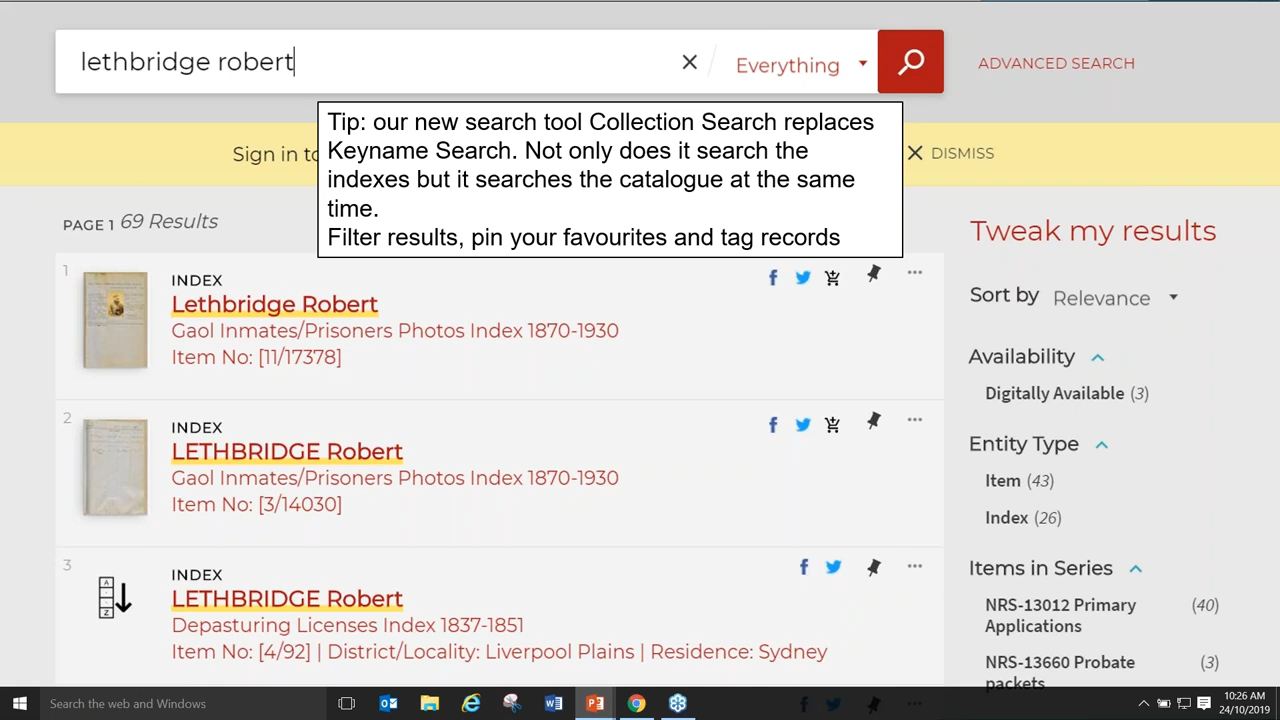 lethbridge robert
Everything
ADVANCED SEARCH
Tip: our new search tool Collection Search replaces
Keyname Search. Not only does it search the
indexes but it searches the catalogue at the same
time.
Filter results, pin your favourites and tag records
Sign in to
DISMISS
PAGE 1 69 Results
Tweak my results
1
INDEX
Lethbridge Robert
Gaol Inmates/Prisoners Photos Index 1870-1930
Item No: [11/17378]
2
INDEX
LETHBRIDGE Robert
Gaol Inmates/Prisoners Photos Index 1870-1930
Item No: [3/14030]
3
INDEX
LETHBRIDGE Robert
Depasturing Licenses Index 1837-1851
Item No: [4/92] | District/Locality: Liverpool Plains | Residence: Sydney
Sort by Relevance
Availability
Digitally Available (3)
Entity Type
Item (43)
Index (26)
Items in Series
NRS-13012 Primary (40)
Applications
NRS-13660 Probate (3)
packets
Search the web and Windows
10:26 AM
24/10/2019